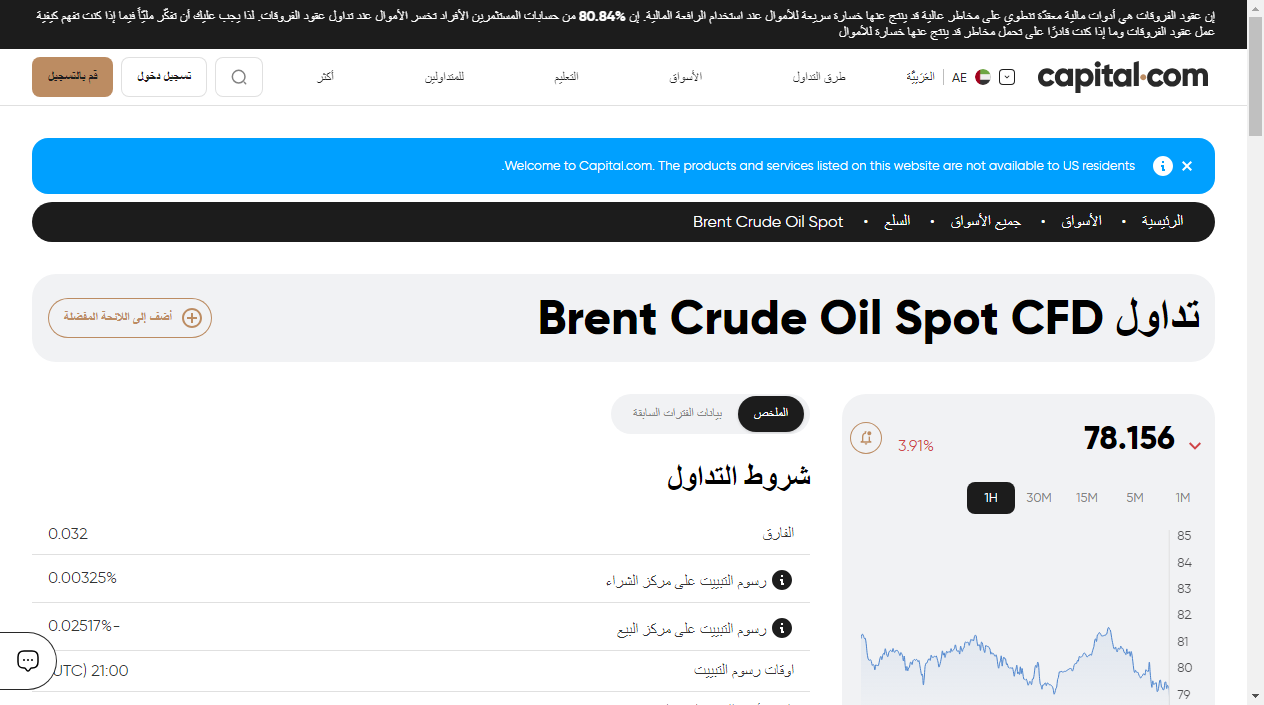 إن عقود الفروقات هي أدوات مالية معقدّة تنطوي على مخاطر عالية قد ينتج عنها خسارة سريعة للأموال عند استخدام الرافعة المالية. إن 80.84% من حسابات المستثمرين الأفراد تخسر الأموال عند تداول عقود الفروقات. لذا يجب عليك أن تفكّر مليًّا فيما إذا كنت تفهم كيفية
عمل عقود الفروقات وما إذا كنت قادرًا على تحمل مخاطر قد ينتج عنها خسارة للأموال
capital.com
AE
العَرَبِيَّة
طرق التداول
الأسواق
التعليم
للمتداولين
أكثر
تسجيل دخول
قم بالتسجيل
Welcome to Capital.com. The products and services listed on this website are not available to US residents.
الرئيسية • الأسواق • جميع الأسواق • السلع • Brent Crude Oil Spot
تداول Brent Crude Oil Spot CFD
أضف إلى اللائحة المفضلة
78.156
3.91%
1M 5M 15M 30M 1H
85
84
83
82
81
80
79
الملخص
بيانات الفترات السابقة
شروط التداول
الفارق 0.032
رسوم التبييت على مركز الشراء 0.00325%
رسوم التبييت على مركز البيع -0.02517%
اوقات رسوم التبييت 21:00 (UTC)